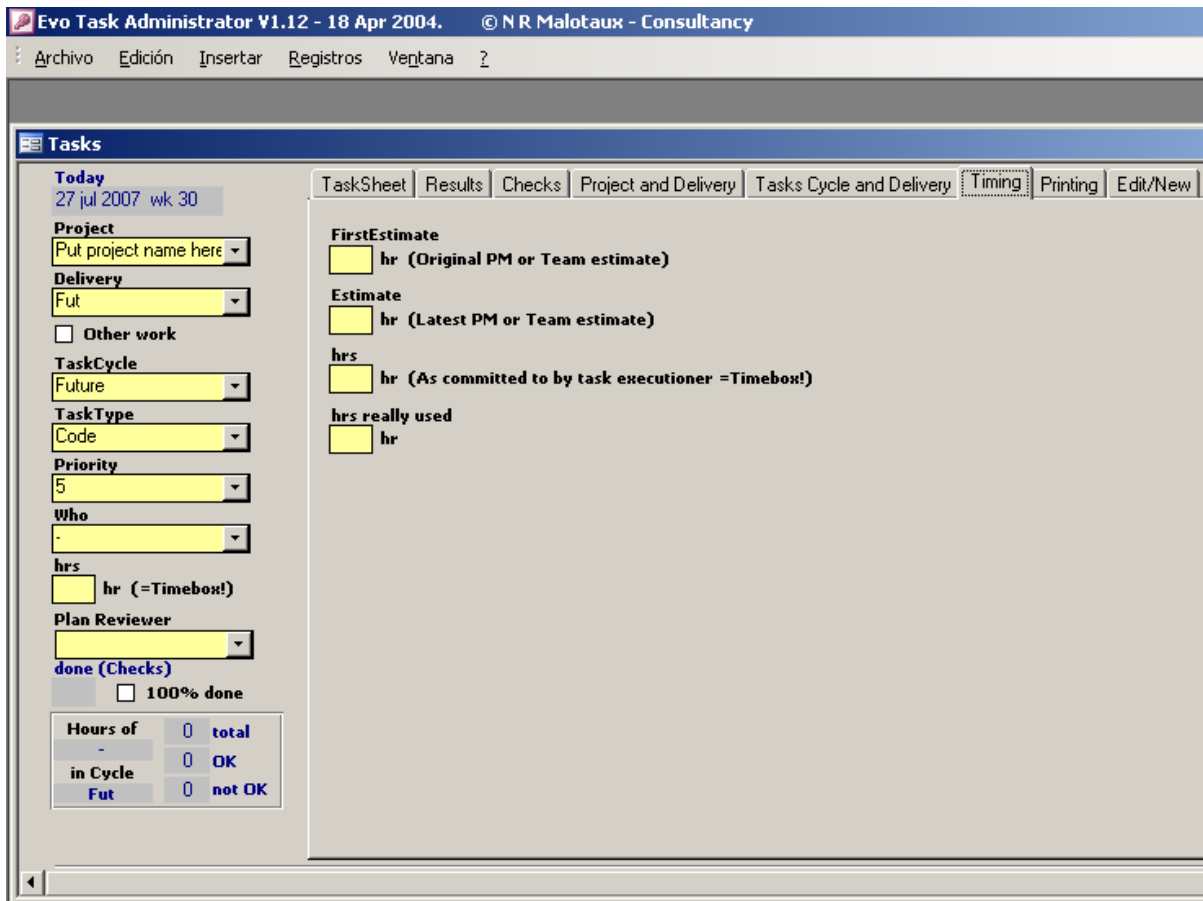 Evo Task Administrator V1.12 - 18 Apr 2004. © N R Malotaux - Consultancy
Archivo Edición Insertar Registros Ventana ?
Tasks
Today
27 jul 2007 wk 30
Project
Put project name here
Delivery
Fut
Other work
TaskCycle
Future
TaskType
Code
Priority
5
Who
-
hrs
hr (=Timebox!)
Plan Reviewer
done (Checks)
100% done
Hours of
-
in Cycle
Fut
0 total
0 OK
0 not OK
TaskSheet Results Checks Project and Delivery Tasks Cycle and Delivery Timing Printing Edit/New
FirstEstimate
hr (Original PM or Team estimate)
Estimate
hr (Latest PM or Team estimate)
hrs
hr (As committed to by task executioner =Timebox!)
hrs really used
hr